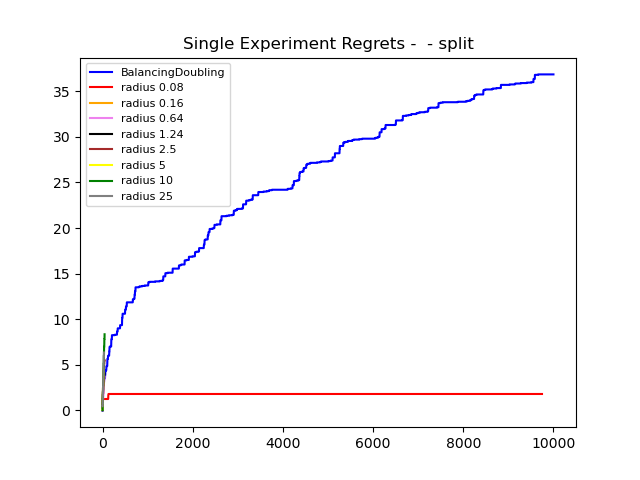 Single Experiment Regrets -  - split
BalancingDoubling
radius 0.08
radius 0.16
radius 0.64
radius 1.24
radius 2.5
radius 5
radius 10
radius 25
35
30
25
20
15
10
5
0
0 2000 4000 6000 8000 10000